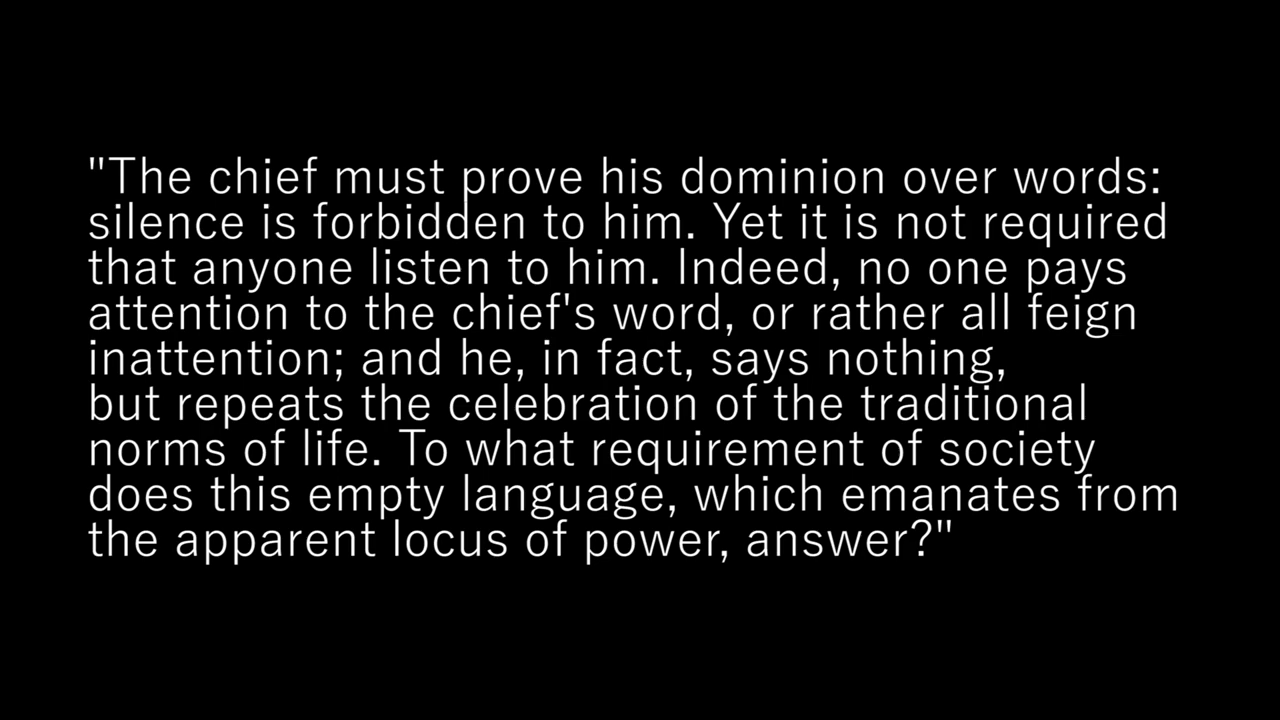 "The chief must prove his dominion over words:
silence is forbidden to him. Yet it is not required
that anyone listen to him. Indeed, no one pays
attention to the chief's word, or rather all feign
inattention; and he, in fact, says nothing,
but repeats the celebration of the traditional
norms of life. To what requirement of society
does this empty language, which emanates from
the apparent locus of power, answer?"